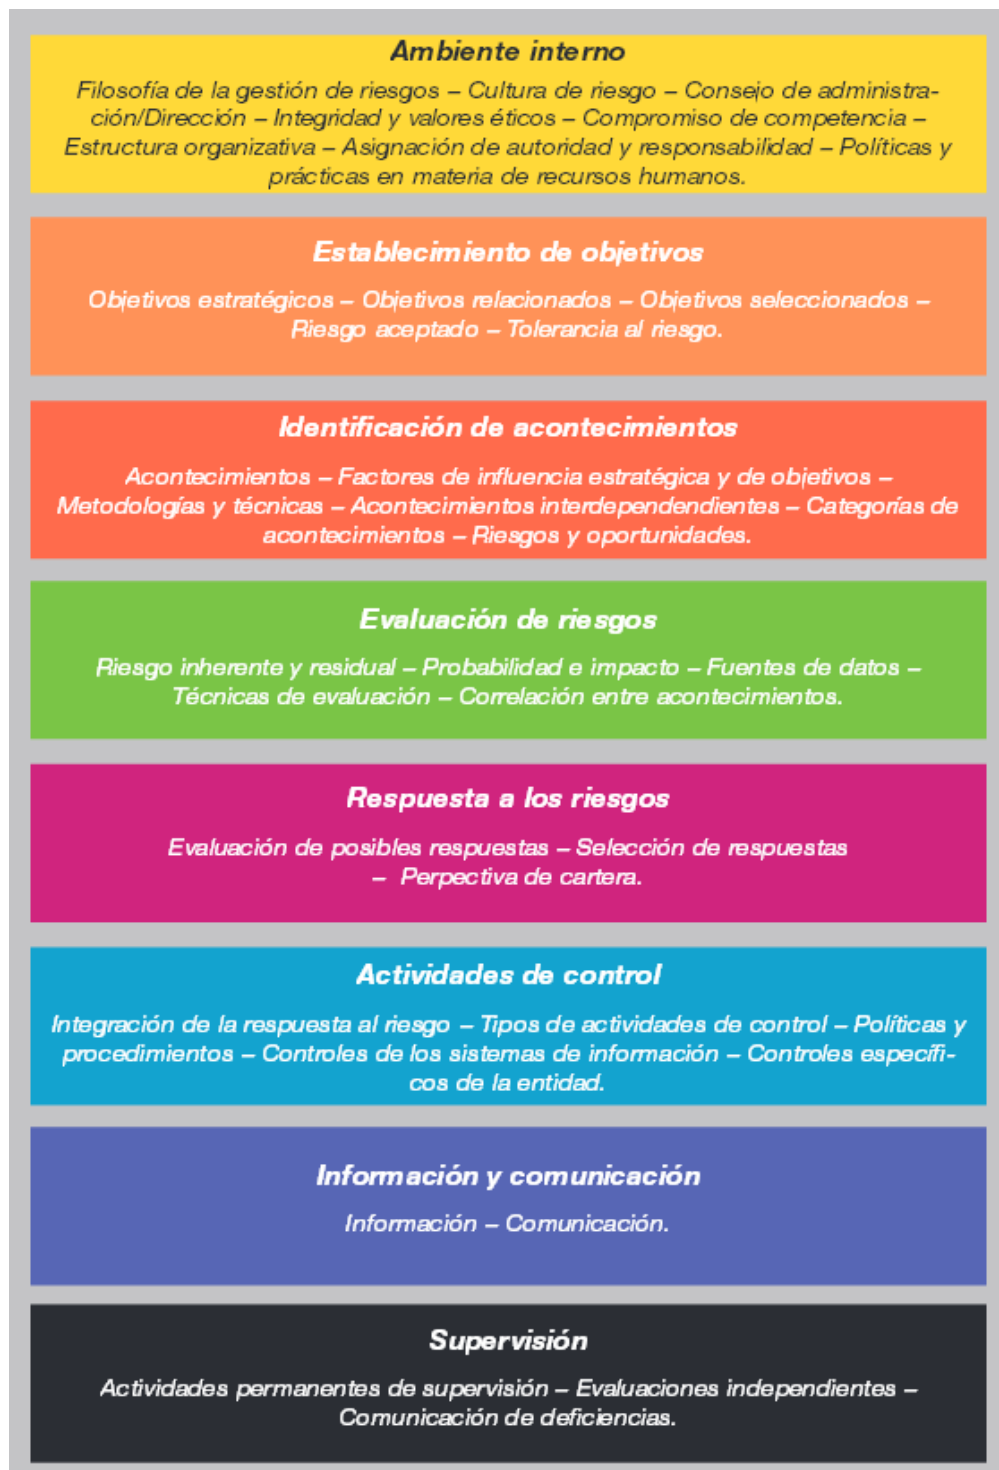 Ambiente interno
Filosofía de la gestión de riesgos – Cultura de riesgo – Consejo de administra-
ción/Dirección – Integridad y valores éticos – Compromiso de competencia –
Estructura organizativa – Asignación de autoridad y responsabilidad – Políticas y
prácticas en materia de recursos humanos.
Establecimiento de objetivos
Objetivos estratégicos – Objetivos relacionados – Objetivos seleccionados –
Riesgo aceptado – Tolerancia al riesgo.
Identificación de acontecimientos
Acontecimientos – Factores de influencia estratégica y de objetivos –
Metodologías y técnicas – Acontecimientos interdependendientes – Categorías de
acontecimientos – Riesgos y oportunidades.
Evaluación de riesgos
Riesgo inherente y residual – Probabilidad e impacto – Fuentes de datos –
Técnicas de evaluación – Correlación entre acontecimientos.
Respuesta a los riesgos
Evaluación de posibles respuestas – Selección de respuestas
– Perpectiva de cartera.
Actividades de control
Integración de la respuesta al riesgo – Tipos de actividades de control – Políticas y
procedimientos – Controles de los sistemas de información – Controles específi-
cos de la entidad.
Información y comunicación
Información – Comunicación.
Supervisión
Actividades permanentes de supervisión – Evaluaciones independientes –
Comunicación de deficiencias.